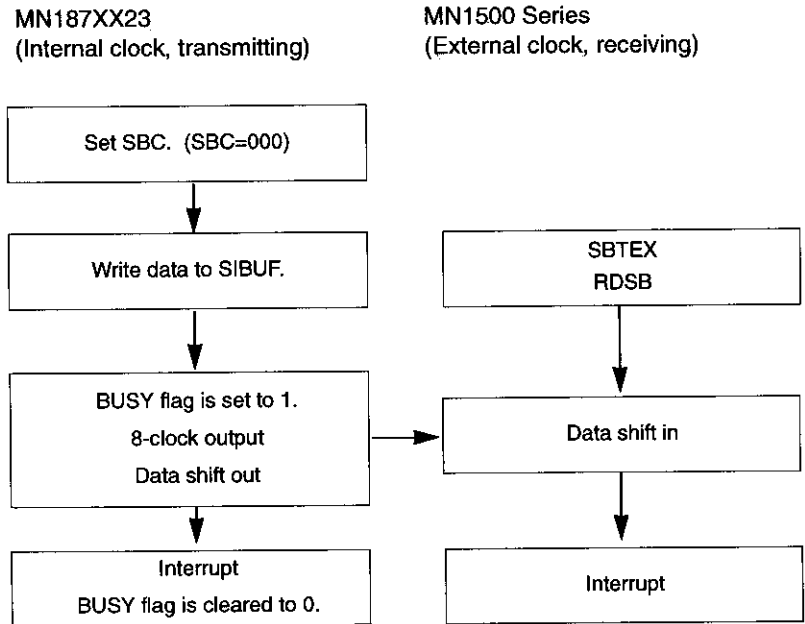 MN187XX23
(Internal clock, transmitting)
MN1500 Series
(External clock, receiving)
Set SBC. (SBC=000)
Write data to SIBUF.
SBTEX
RDSB
BUSY flag is set to 1.
8-clock output
Data shift out
Data shift in
Interrupt
BUSY flag is cleared to 0.
Interrupt